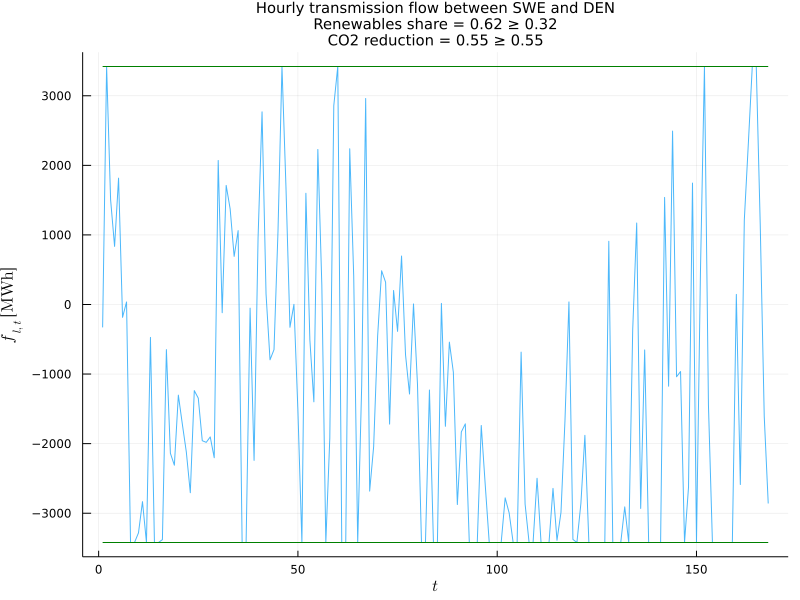 Hourly transmission flow between SWE and DEN
Renewables share = 0.62 ≥ 0.32
CO2 reduction = 0.55 ≥ 0.55
3000
2000
1000
0
−1000
−2000
−3000
f l,t [MWh]
0 50 100 150
t